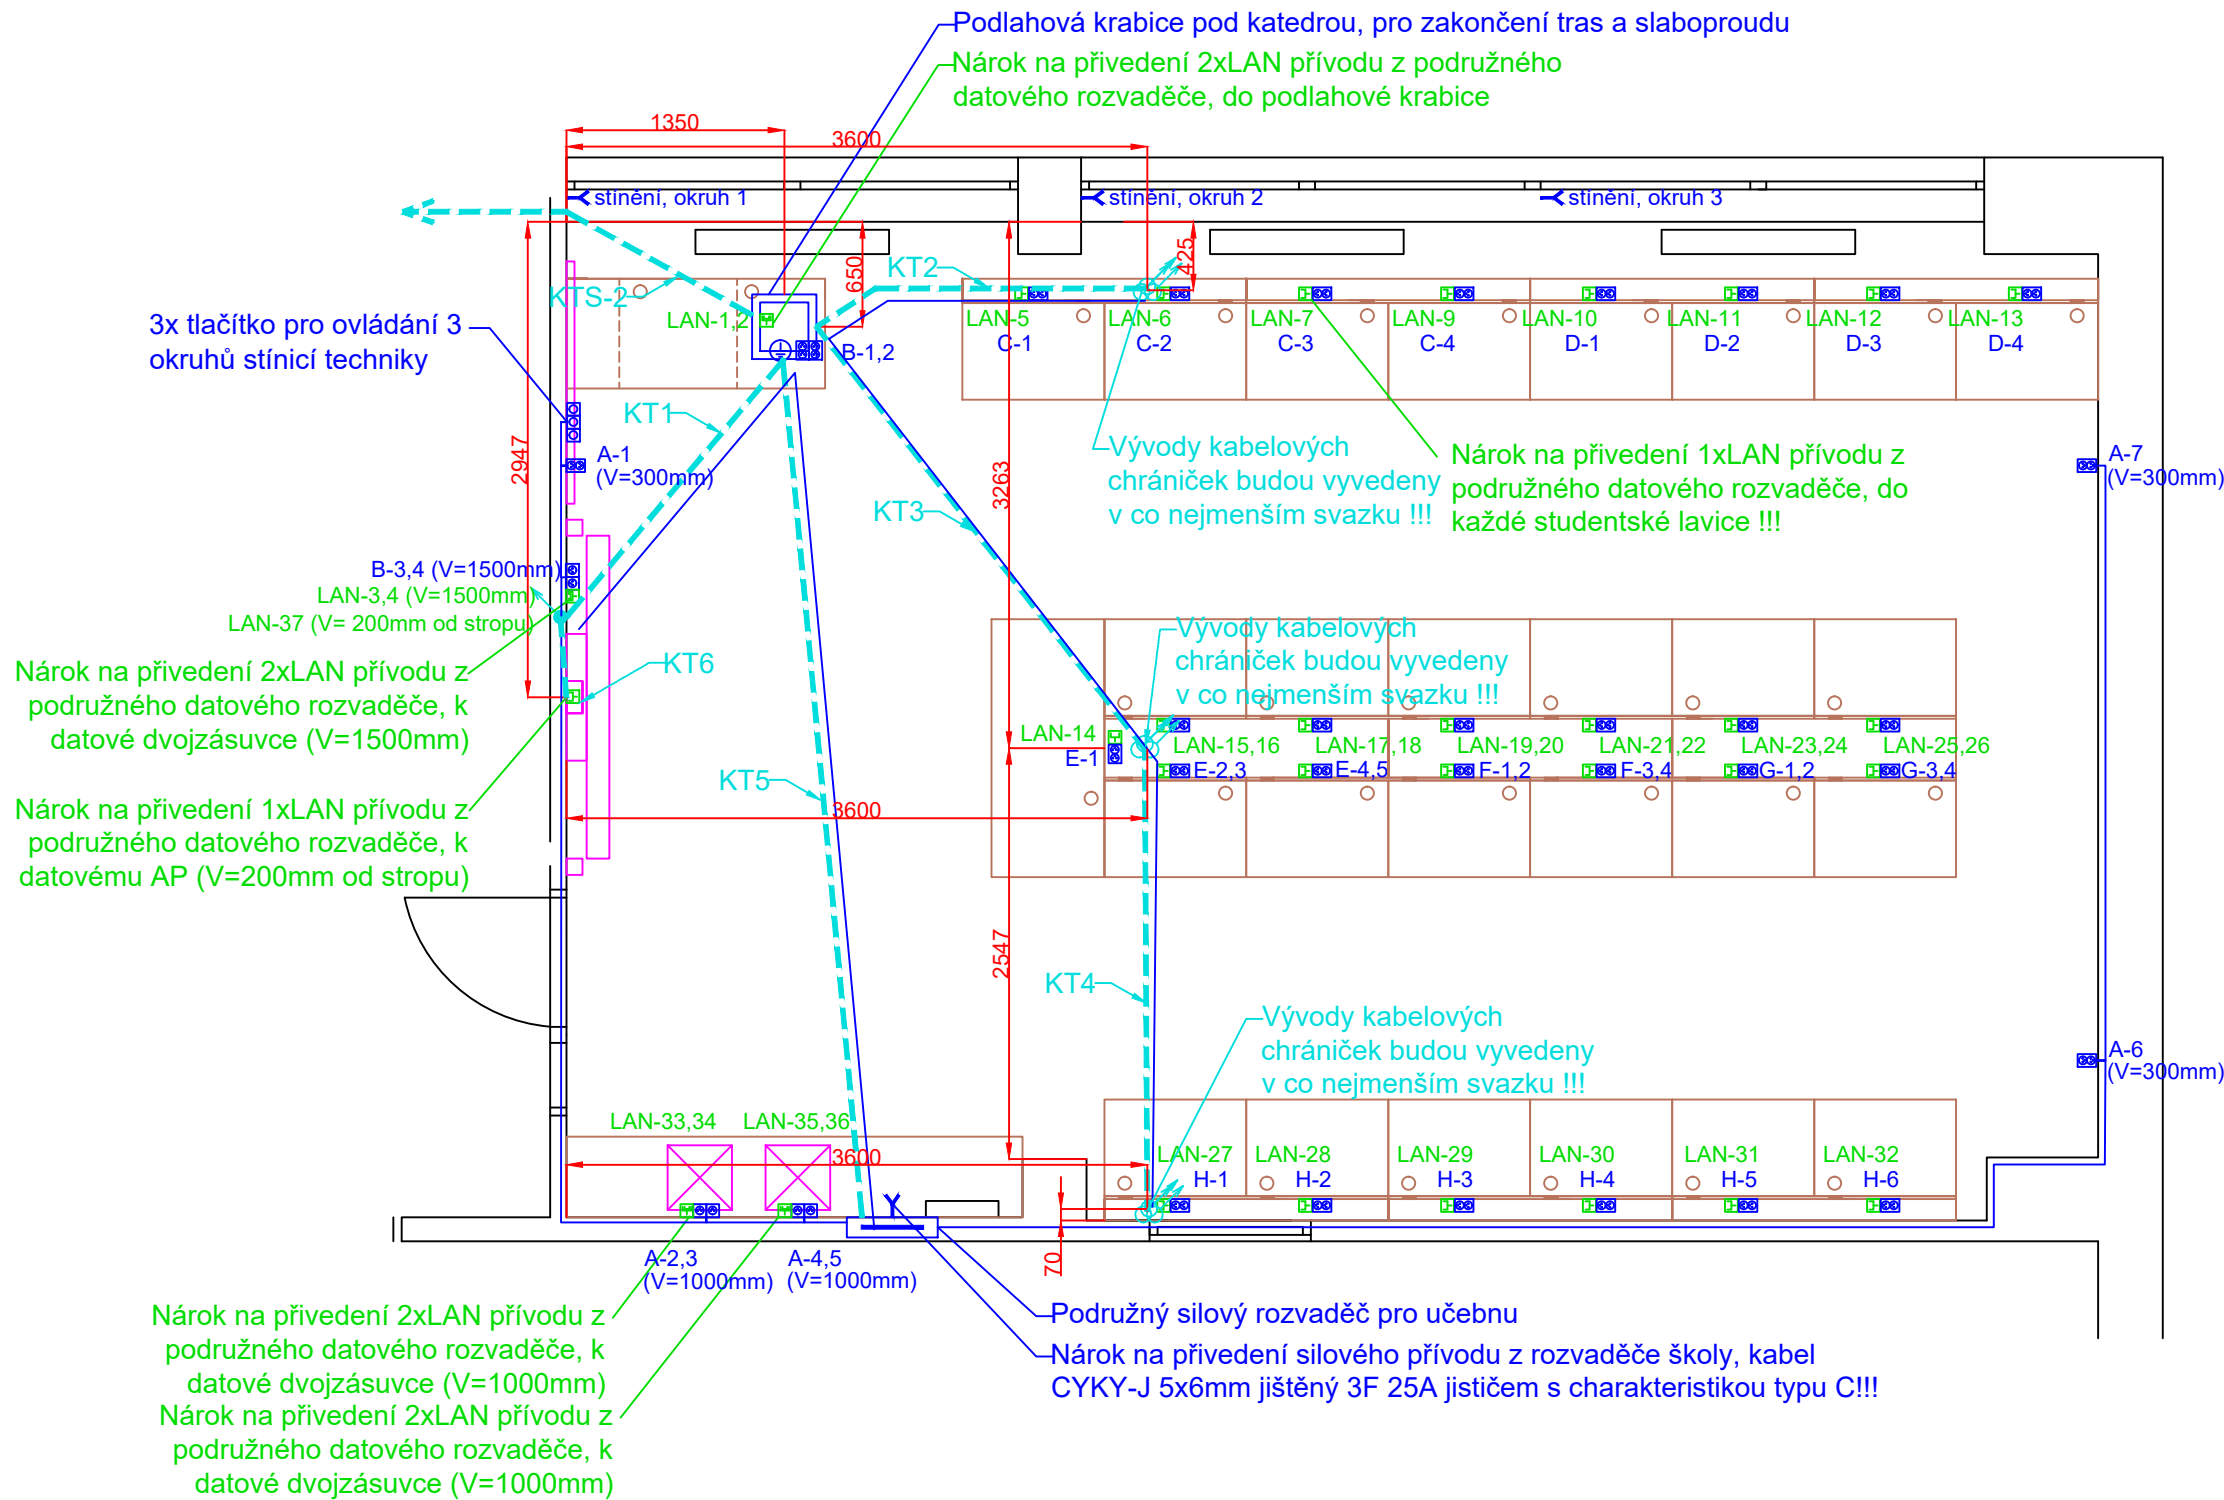 Podlahová krabice pod katedrou, pro zakončení tras a slaboproudu
Nárok na přivedení 2xLAN přívodu z podružného
datového rozvaděče, do podlahové krabice
1350
3600
stínění, okruh 1
stínění, okruh 2
stínění, okruh 3
425
650
KT2
KTS-2
3x tlačítko pro ovládání 3
okruhů stínicí techniky
LAN-1,2
B-1,2
LAN-5
LAN-6
LAN-7
LAN-9
LAN-10
LAN-11
LAN-12
LAN-13
C-1
C-2
C-3
C-4
D-1
D-2
D-3
D-4
KT1
2947
A-1
(V=300mm)
3263
KT3
Vývody kabelových
chrániček budou vyvedeny
v co nejmenším svazku !!!
Nárok na přivedení 1xLAN přívodu z
podružného datového rozvaděče, do
každé studentské lavice !!!
A-7
(V=300mm)
B-3,4 (V=1500mm)
LAN-3,4 (V=1500mm)
LAN-37 (V= 200mm od stropu)
Nárok na přivedení 2xLAN přívodu z
podružného datového rozvaděče, k
datové dvojzásuvce (V=1500mm)
KT6
Vývody kabelových
chrániček budou vyvedeny
v co nejmenším svazku !!!
LAN-14
E-1
LAN-15,16
LAN-17,18
LAN-19,20
LAN-21,22
LAN-23,24
LAN-25,26
E-2,3
E-4,5
F-1,2
F-3,4
G-1,2
G-3,4
KT5
3600
Nárok na přivedení 1xLAN přívodu z
podružného datového rozvaděče, k
datovému AP (V=200mm od stropu)
2547
KT4
Vývody kabelových
chrániček budou vyvedeny
v co nejmenším svazku !!!
A-6
(V=300mm)
LAN-33,34
LAN-35,36
3600
LAN-27
LAN-28
LAN-29
LAN-30
LAN-31
LAN-32
H-1
H-2
H-3
H-4
H-5
H-6
70
A-2,3
(V=1000mm)
A-4,5
(V=1000mm)
Podružný silový rozvaděč pro učebnu
Nárok na přivedení silového přívodu z rozvaděče školy, kabel
CYKY-J 5x6mm jištěný 3F 25A jističem s charakteristikou typu C!!!
Nárok na přivedení 2xLAN přívodu z
podružného datového rozvaděče, k
datové dvojzásuvce (V=1000mm)
Nárok na přivedení 2xLAN přívodu z
podružného datového rozvaděče, k
datové dvojzásuvce (V=1000mm)